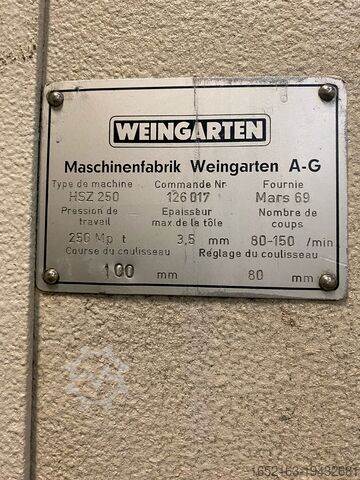 WEINGARTEN
Maschinenfabrik Weingarten A-G
Type de machine Commande Nr Fournie
HSZ 250 126 017 Mars 69
Pression de travail Epaisseur max. de la tôle Nombre de coups
250 Mp t 3,5 mm 80-150 /min
Course du coulisseau Réglage du coulisseau
100 mm 80 mm
1652163-19432681